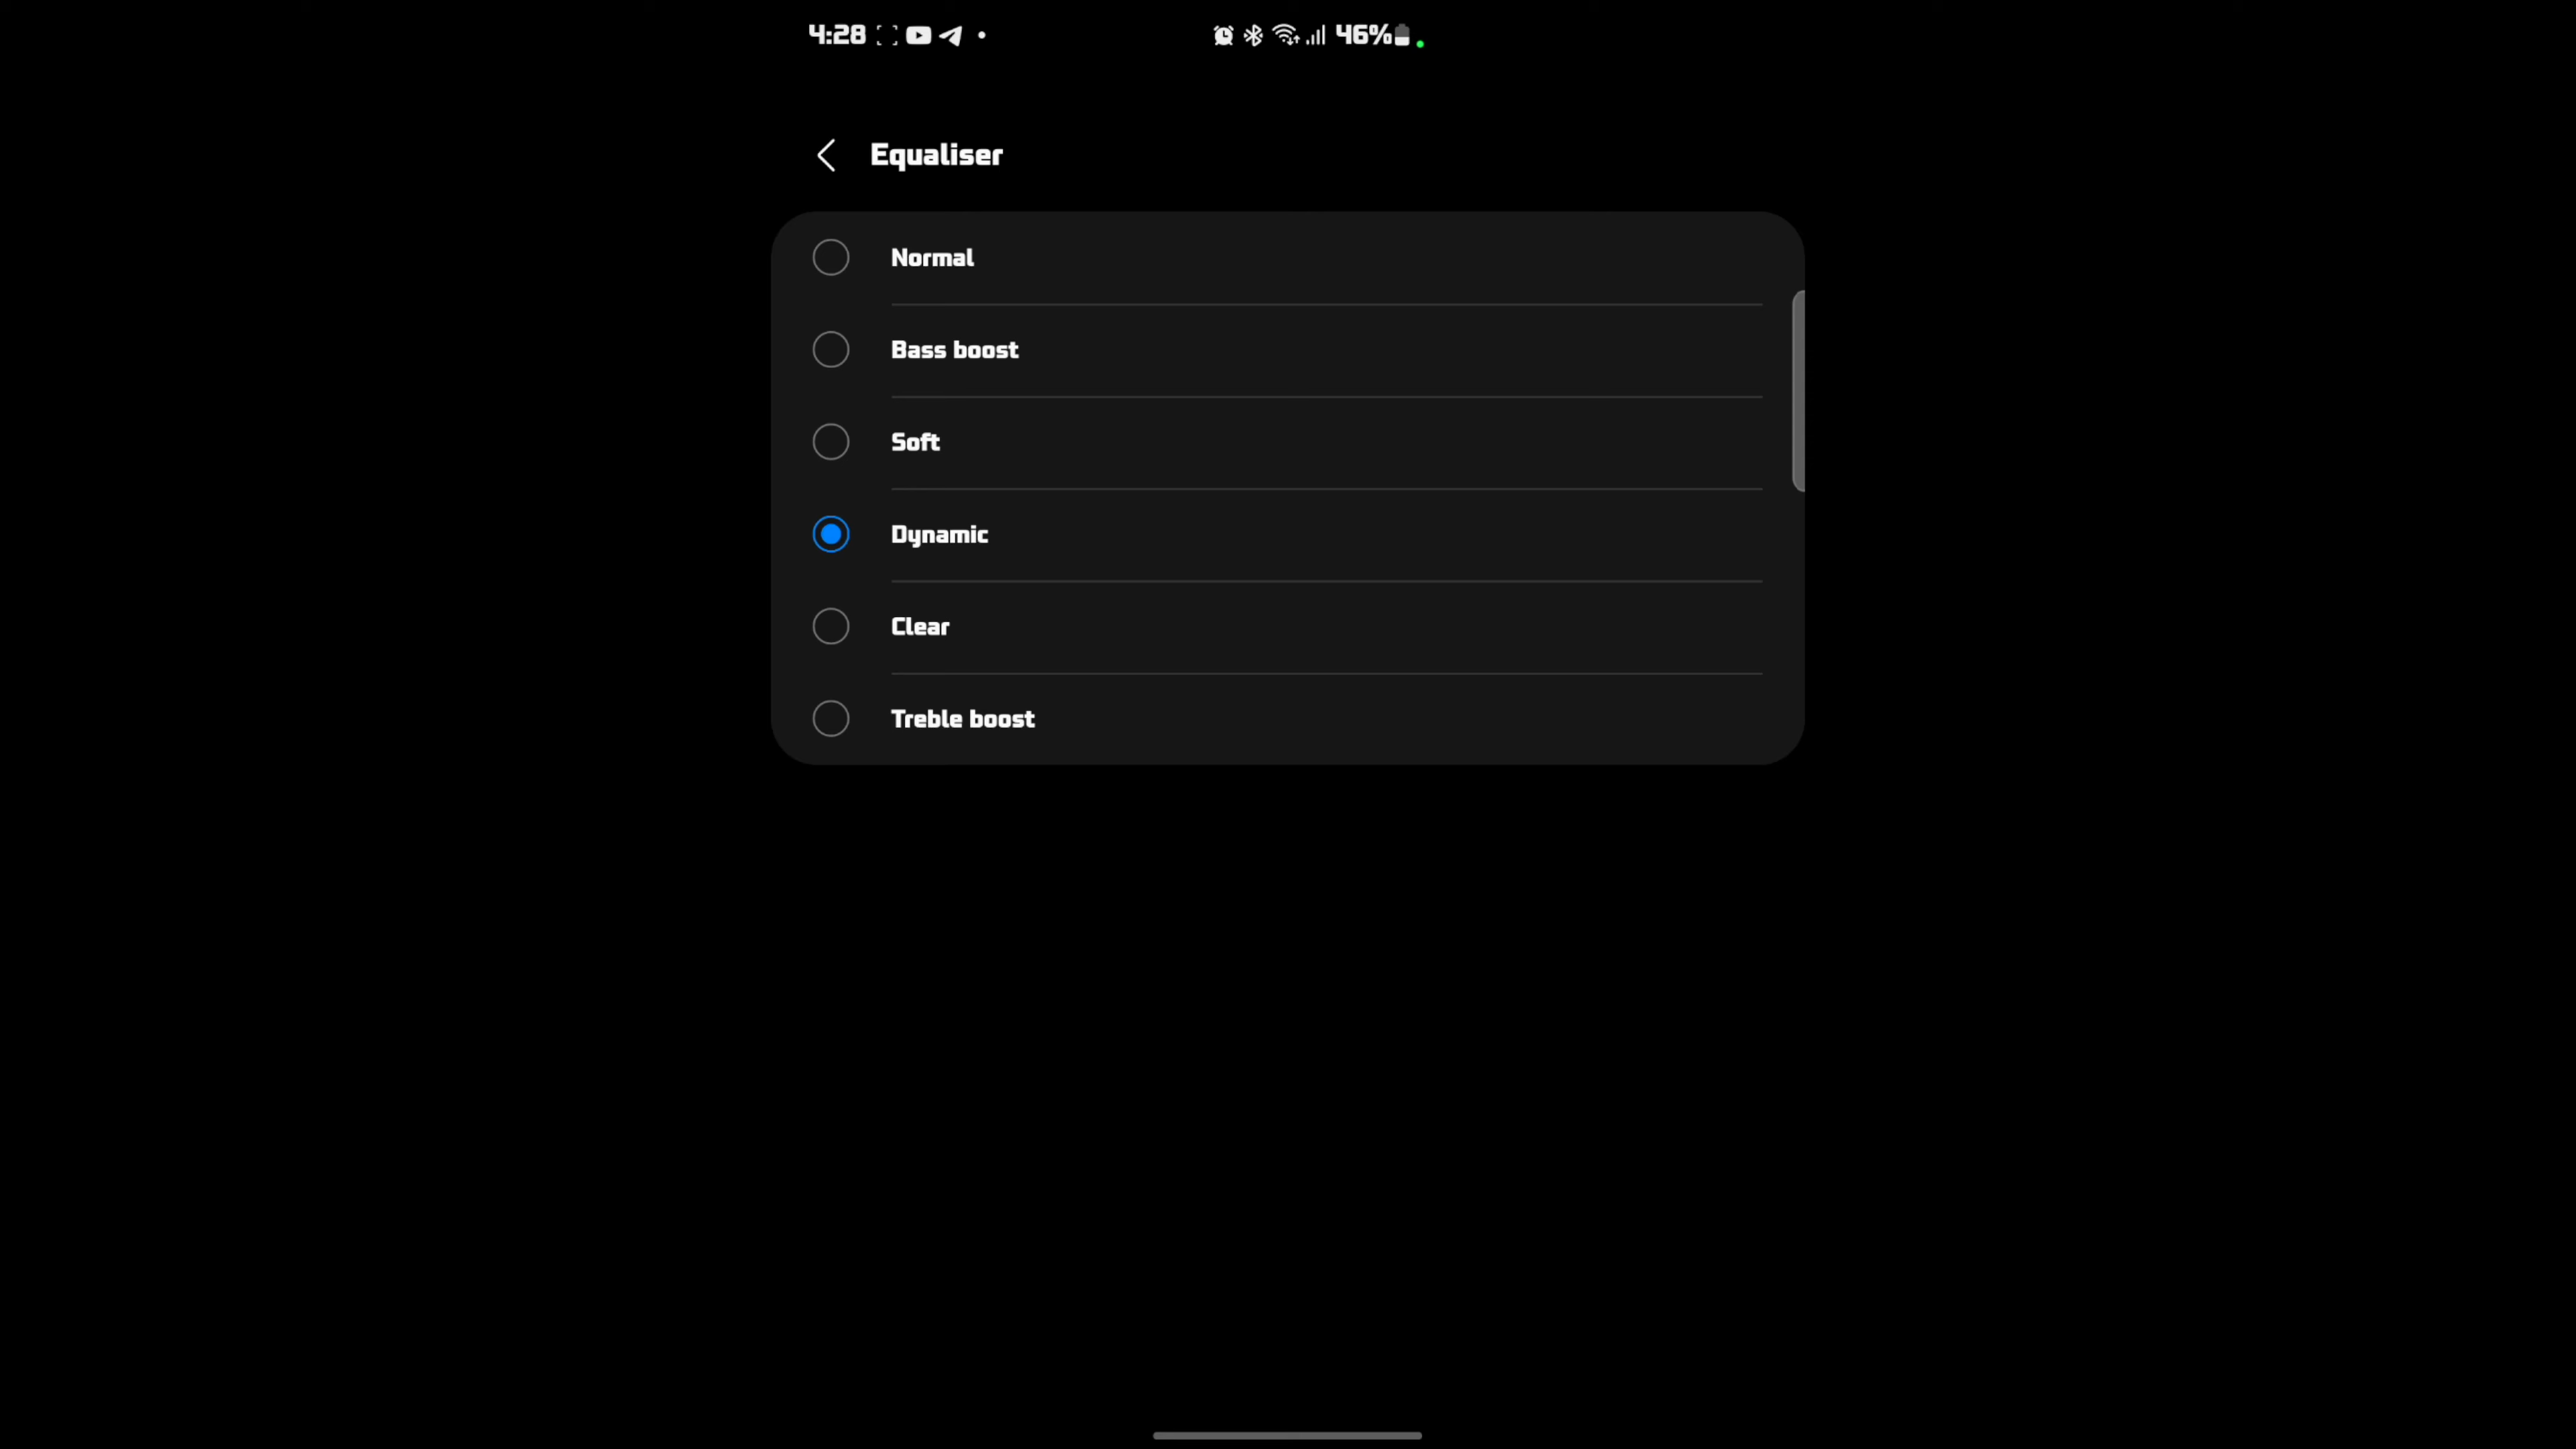 4:28 46%
Equaliser
Normal
Bass boost
Soft
Dynamic
Clear
Treble boost